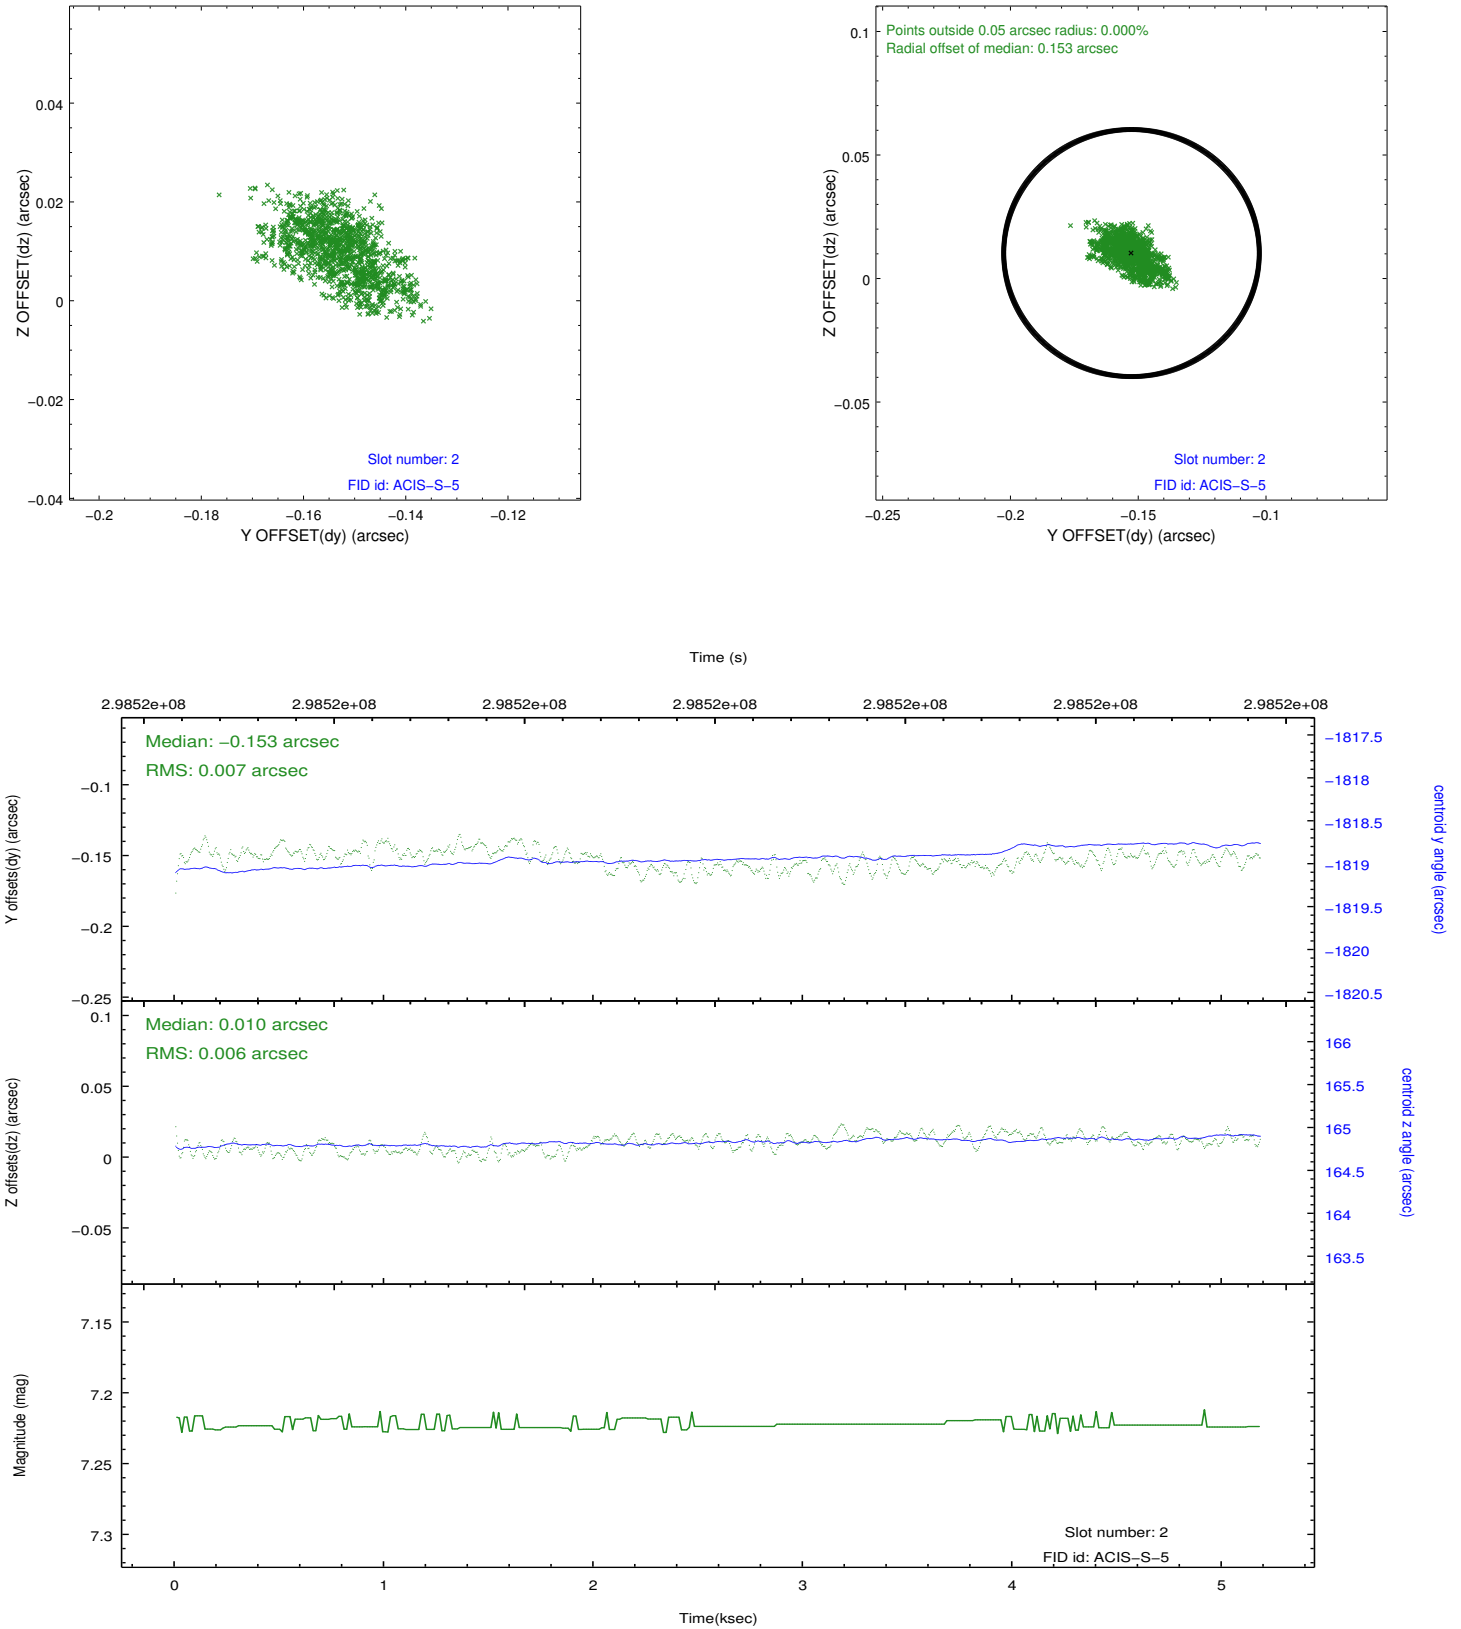 0.04
0.02
0
−0.02
−0.04
Z OFFSET(dz) (arcsec)
Slot number: 2
FID id: ACIS−S−5
−0.2
−0.18
−0.16
−0.14
−0.12
Y OFFSET(dy) (arcsec)
Points outside 0.05 arcsec radius: 0.000%
Radial offset of median: 0.153 arcsec
0.1
0.05
0
−0.05
Z OFFSET(dz) (arcsec)
Slot number: 2
FID id: ACIS−S−5
−0.25
−0.2
−0.15
−0.1
Y OFFSET(dy) (arcsec)
Time (s)
2.9852e+08
2.9852e+08
2.9852e+08
2.9852e+08
2.9852e+08
2.9852e+08
2.9852e+08
Median: −0.153 arcsec
RMS: 0.007 arcsec
−0.1
−0.15
−0.2
−0.25
Y offsets(dy) (arcsec)
−1817.5
−1818
−1818.5
−1819
−1819.5
−1820
−1820.5
centroid y angle (arcsec)
Median: 0.010 arcsec
RMS: 0.006 arcsec
0.1
0.05
0
−0.05
Z offsets(dz) (arcsec)
166
165.5
165
164.5
164
163.5
centroid z angle (arcsec)
7.15
7.2
7.25
7.3
Magnitude (mag)
Slot number: 2
FID id: ACIS−S−5
0
1
2
3
4
5
Time(ksec)